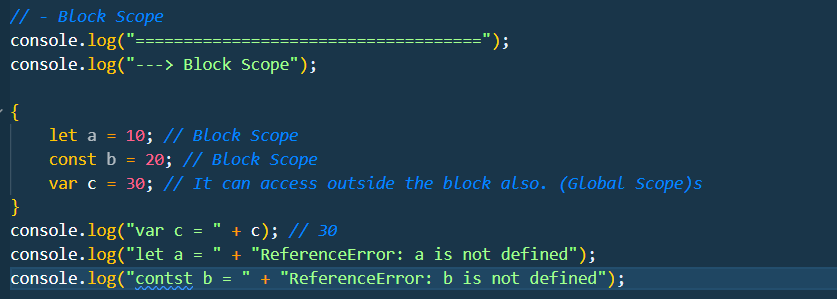 // - Block Scope
console.log("====================================");
console.log("---> Block Scope");
{
let a = 10; // Block Scope
const b = 20; // Block Scope
var c = 30; // It can access outside the block also. (Global Scope)s
}
console.log("var c = " + c); // 30
console.log("let a = " + "ReferenceError: a is not defined");
console.log("contst b = " + "ReferenceError: b is not defined");